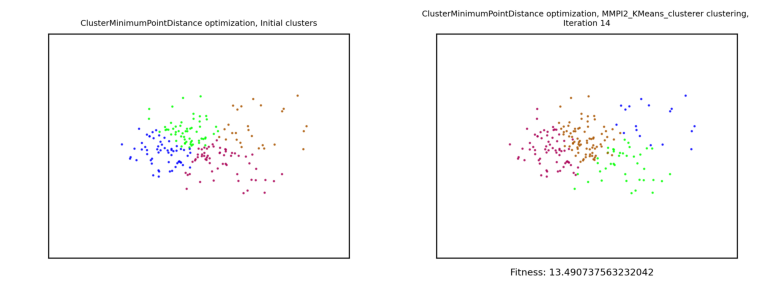 ClusterMinimumPointDistance optimization, Initial clusters
ClusterMinimumPointDistance optimization, MMPI2_KMeans_clusterer clustering,
Iteration 14
Fitness: 13.490737563232042